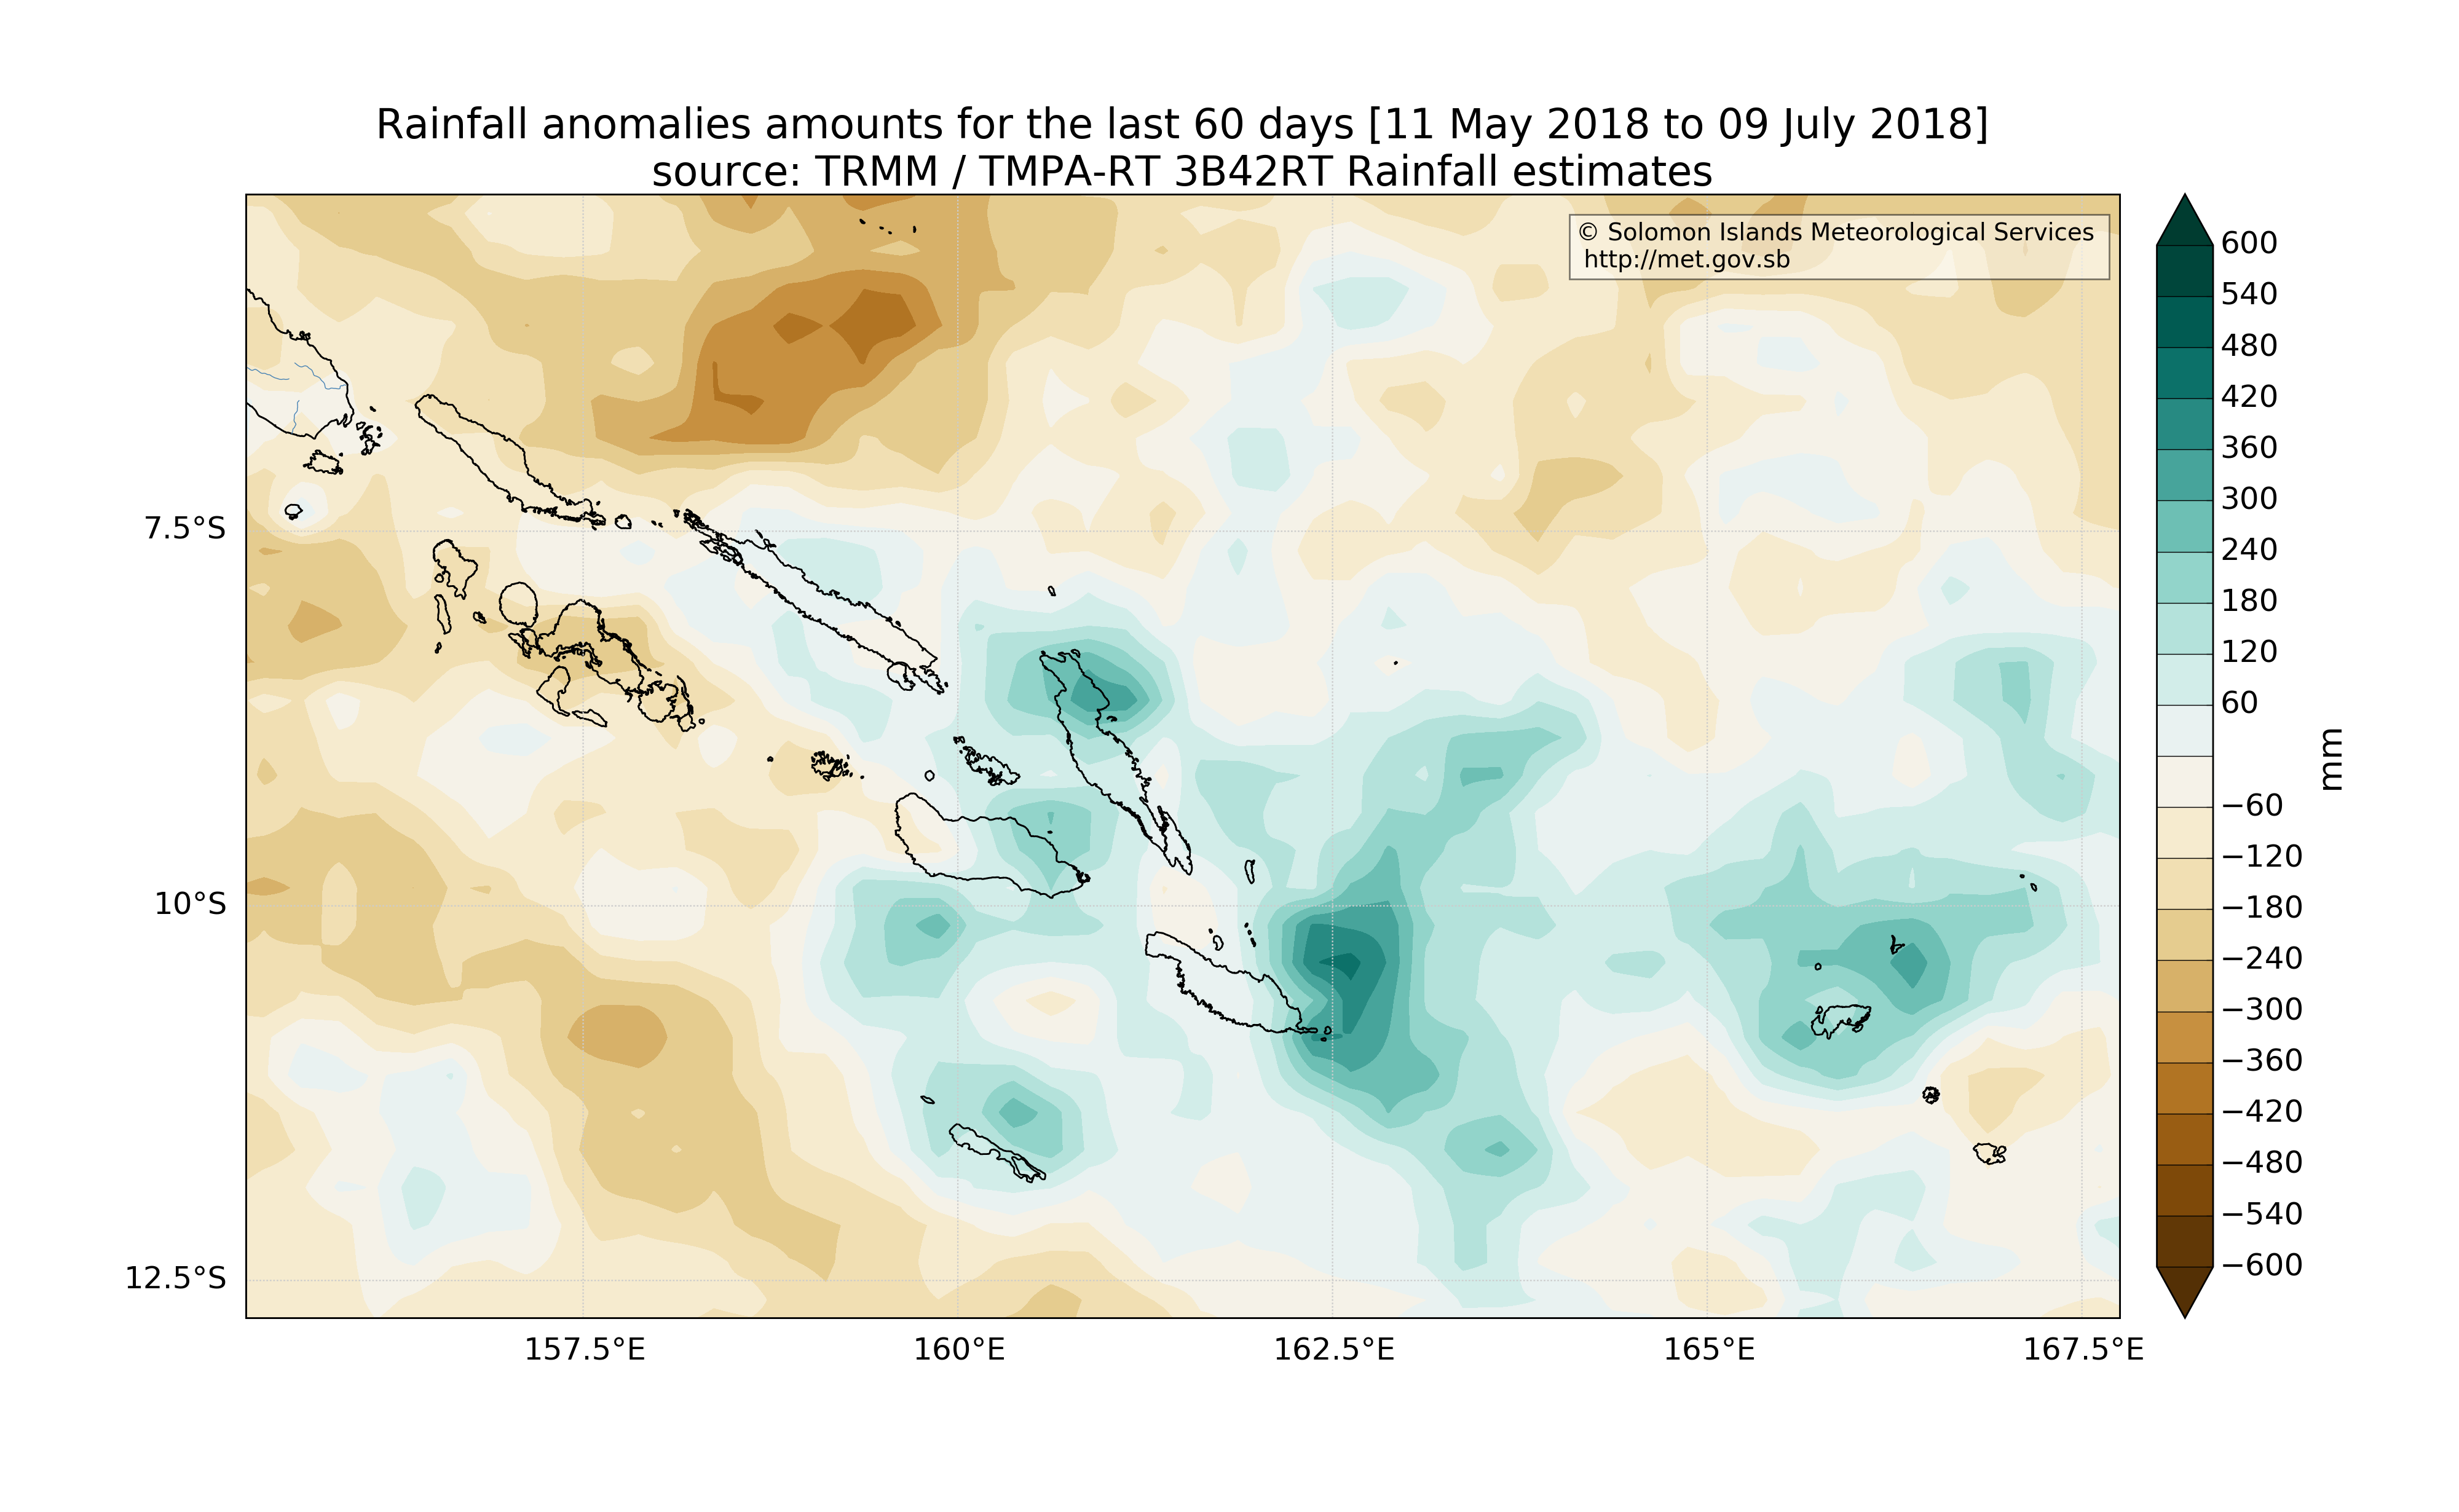 Rainfall anomalies amounts for the last 60 days [11 May 2018 to 09 July 2018]
source: TRMM / TMPA-RT 3B42RT Rainfall estimates
© Solomon Islands Meteorological Services
http://met.gov.sb
7.5°S
10°S
12.5°S
157.5°E
160°E
162.5°E
165°E
167.5°E
600
540
480
420
360
300
240
180
120
60
−60
−120
−180
−240
−300
−360
−420
−480
−540
−600
mm